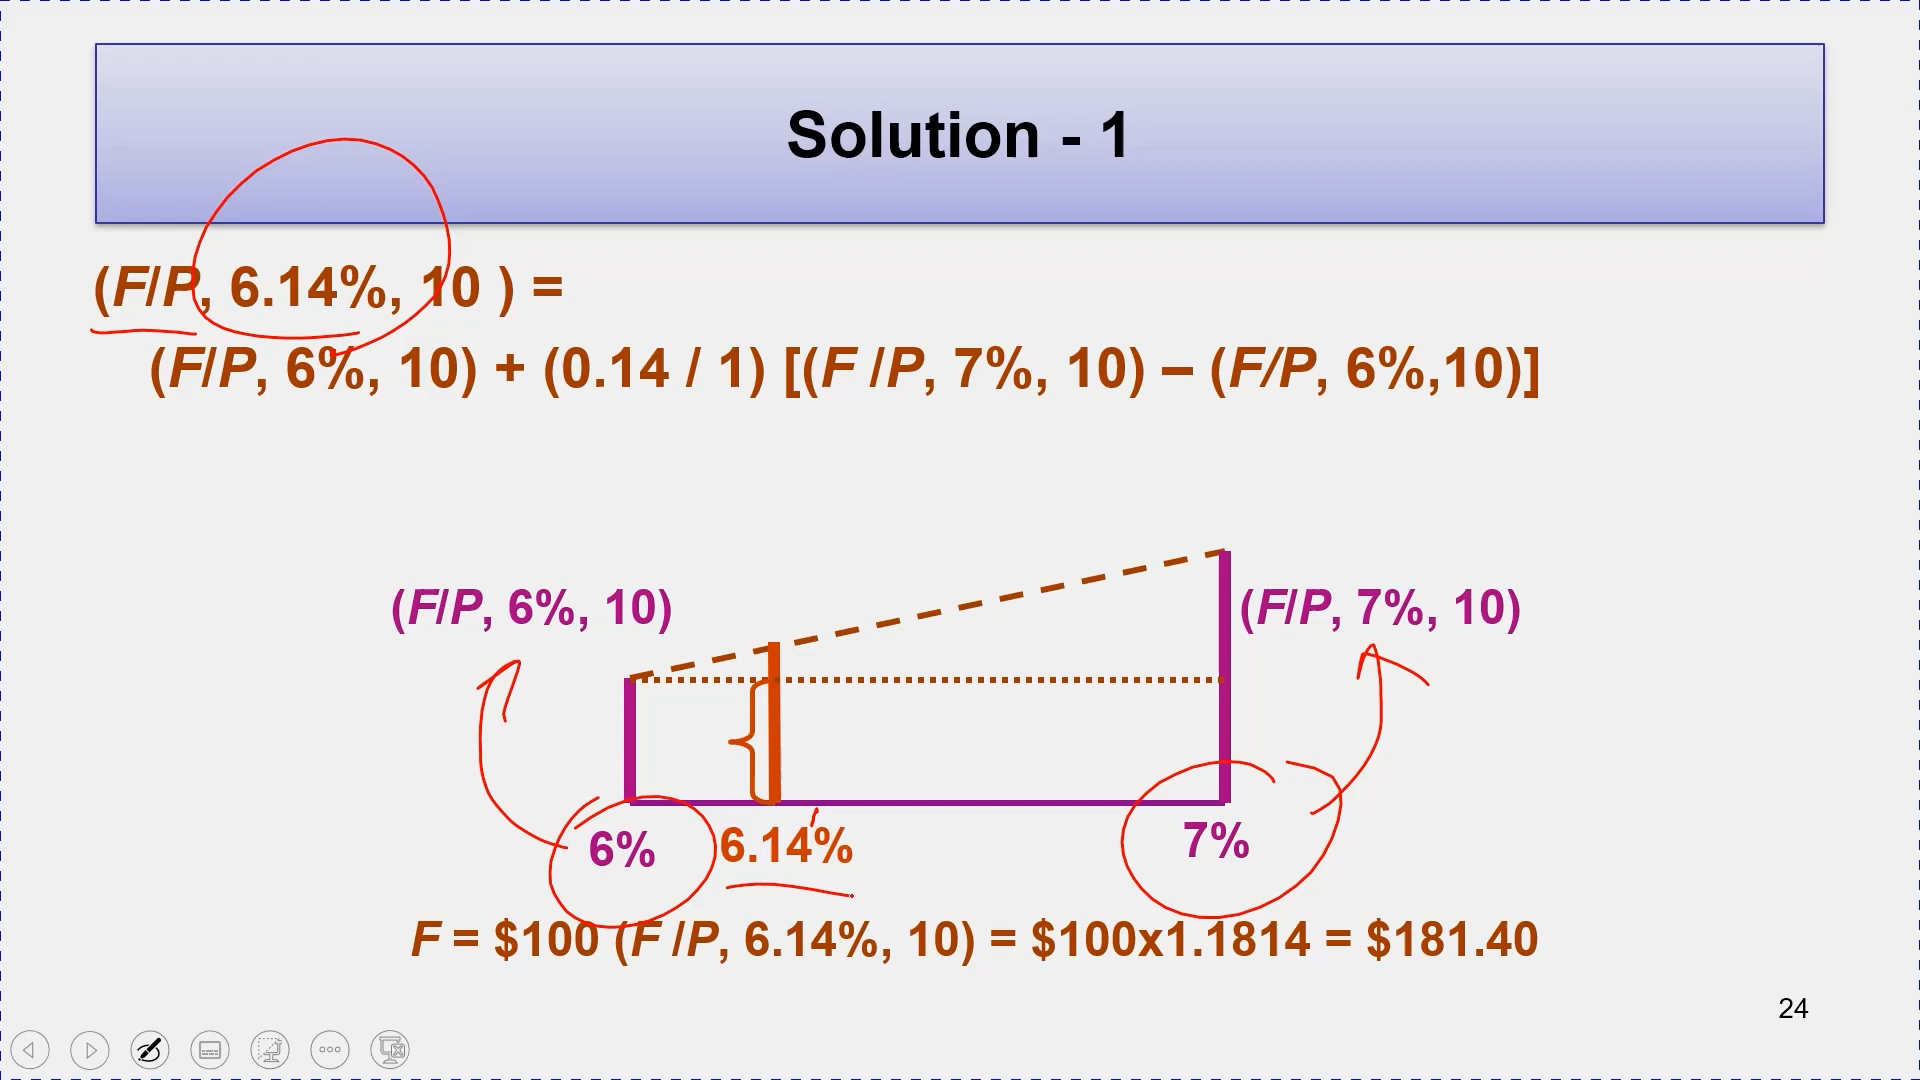 Solution - 1
(F/P, 6.14%, 10 ) =
(F/P, 6%, 10) + (0.14 / 1) [(F /P, 7%, 10) – (F/P, 6%,10)]
(F/P, 6%, 10)
(F/P, 7%, 10)
6%
6.14%
7%
F = $100 (F /P, 6.14%, 10) = $100x1.1814 = $181.40
24